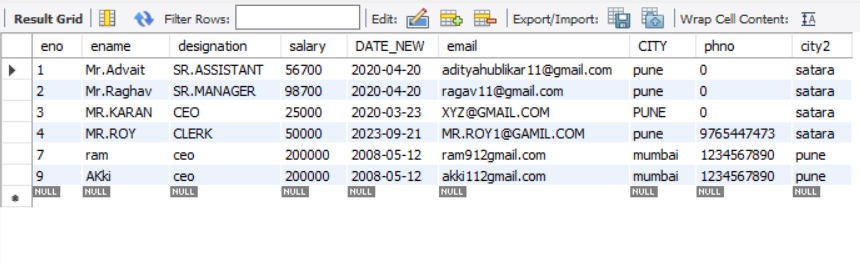 Result Grid Filter Rows: Edit: Export/Import: Wrap Cell Content:
eno ename designation salary DATE_NEW email CITY phno city2
1 Mr.Advait SR.ASSISTANT 56700 2020-04-20 adityahublikar11@gmail.com pune 0 satara
2 Mr.Raghav SR.MANAGER 98700 2020-04-20 ragav11@gmail.com pune 0 satara
3 MR.KARAN CEO 25000 2020-03-23 XYZ@GMAIL.COM PUNE 0 satara
4 MR.ROY CLERK 50000 2023-09-21 MR.ROY1@GAMIL.COM pune 9765447473 satara
7 ram ceo 200000 2008-05-12 ram912gmail.com mumbai 1234567890 pune
9 AKki ceo 200000 2008-05-12 akki112gmail.com mumbai 1234567890 pune
NULL NULL NULL NULL NULL NULL NULL NULL NULL